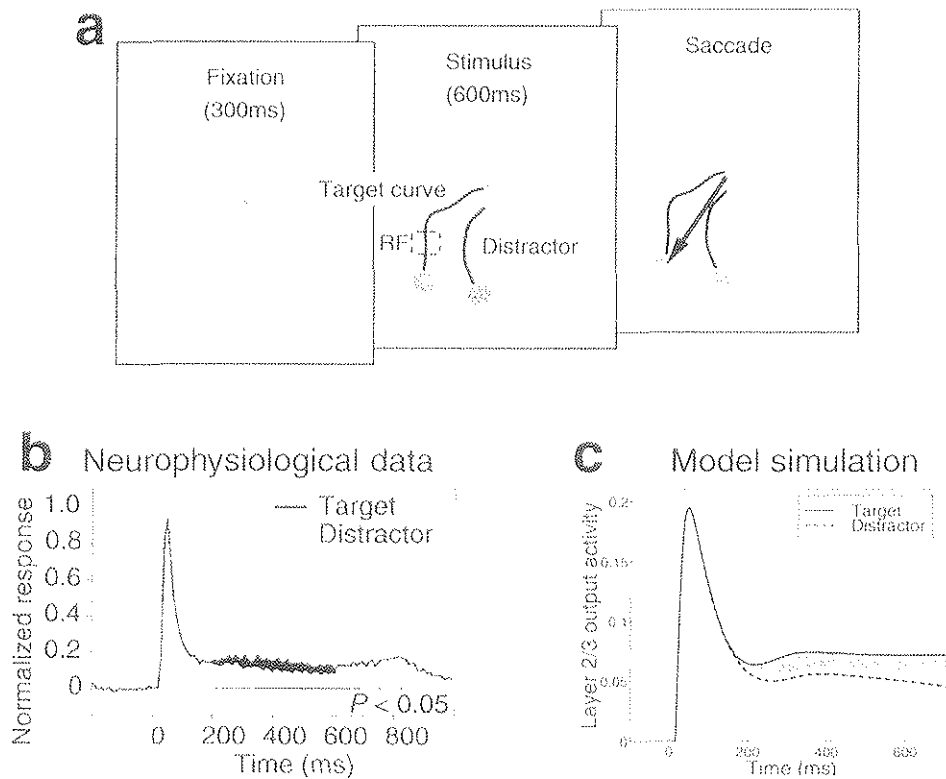 a
Fixation
(300ms)
Stimulus
(600ms)
Saccade
Target curve
RF
Distractor
b Neurophysiological data
Normalized response
1.0
0.8
0.6
0.4
0.2
0
Target
Distractor
P < 0.05
0 200 400 600 800
Time (ms)
c Model simulation
Layer 2/3 output activity
0.2
0.15
0.1
0.05
0
Target
Distractor
0 200 400 600
Time (ms)